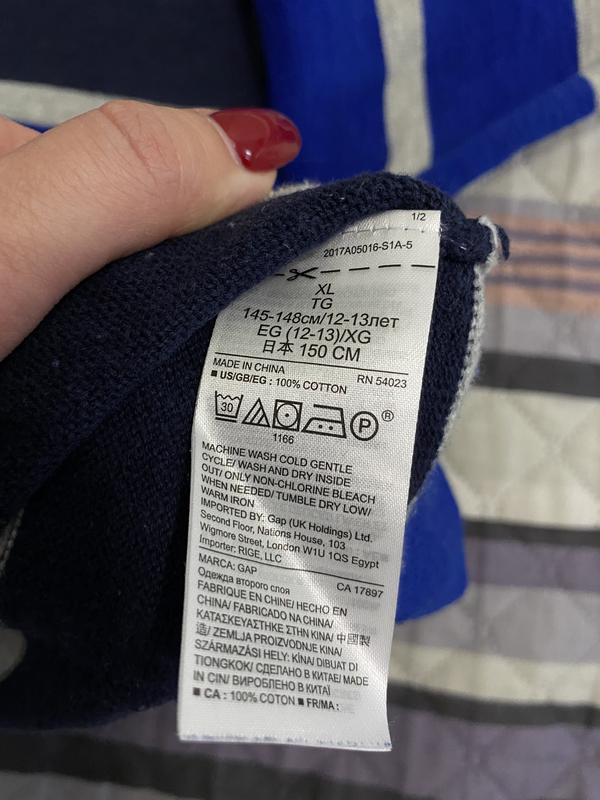 1/2
2017A05016-S1A-5
XL
TG
145-148см/12-13лет
EG (12-13)/XG
日本 150 CM
MADE IN CHINA RN 54023
■ US/GB/EG : 100% COTTON
30 P ®
1166
MACHINE WASH COLD GENTLE
CYCLE/ WASH AND DRY INSIDE
OUT/ ONLY NON-CHLORINE BLEACH
WHEN NEEDED/ TUMBLE DRY LOW/
WARM IRON
IMPORTED BY: Gap (UK Holdings) Ltd.
Second Floor, Nations House, 103
Wigmore Street, London W1U 1QS Egypt
Importer: RIGE, LLC
MARCA: GAP CA 17897
Одежда второго слоя
FABRIQUE EN CHINE/ HECHO EN
CHINA/ FABRICADO NA CHINA/
ΚΑΤΑΣΚΕΥΑΣΤΗΚΕ ΣΤΗΝ ΚΙΝΑ/ 中國製
造/ ZEMLJA PROIZVODNJE KINA/
SZÁRMAZÁSI HELY: KÍNA/ DIBUAT DI
TIONGKOK/ СДЕЛАНО В КИТАЕ/ MADE
IN CIN/ ВИРОБЛЕНО В КИТАЇ
■ CA : 100% COTON ■ FR/MA :